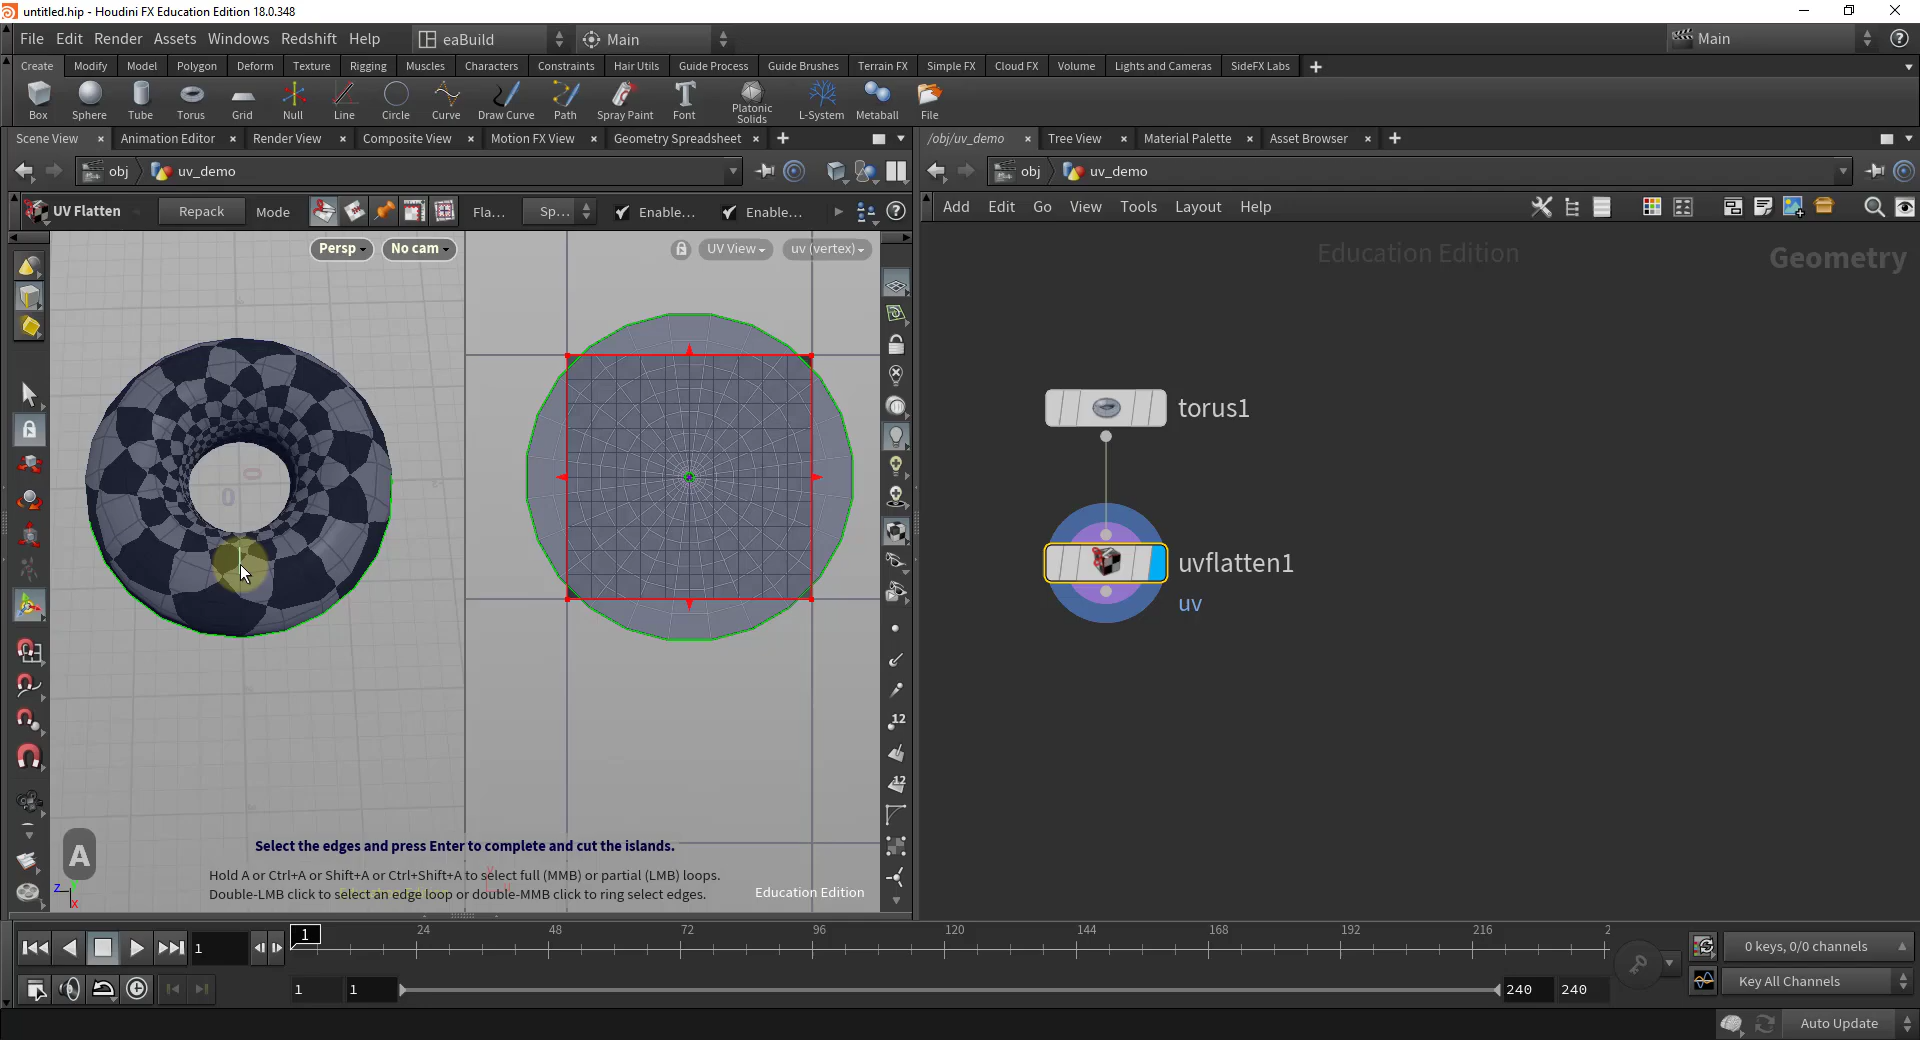 untitled.hip - Houdini FX Education Edition 18.0.348
File Edit Render Assets Windows Redshift Help eaBuild Main Main
Create Modify Model Polygon Deform Texture Rigging Muscles Characters Constraints Hair Utils Guide Process Guide Brushes Terrain FX Simple FX Cloud FX Volume Lights and Cameras SideFX Labs
Box Sphere Tube Torus Grid Null Line Circle Curve Draw Curve Path Spray Paint Font Platonic Solids L-System Metaball File
Scene View Animation Editor Render View Composite View Motion FX View Geometry Spreadsheet
/obj/uv_demo Tree View Material Palette Asset Browser
obj uv_demo
obj uv_demo
UV Flatten Repack Mode Fla... Sp... Enable... Enable...
Add Edit Go View Tools Layout Help
Persp No cam UV View uv (vertex)
Education Edition Geometry
torus1
uvflatten1
uv
0
0
12
12
A
Select the edges and press Enter to complete and cut the islands.
Hold A or Ctrl+A or Shift+A or Ctrl+Shift+A to select full (MMB) or partial (LMB) loops.
Double-LMB click to select an edge loop or double-MMB click to ring select edges.
Education Edition
z x
1 1 24 48 72 96 120 144 168 192 216 2
0 keys, 0/0 channels
1 1 240 240
Key All Channels
Auto Update